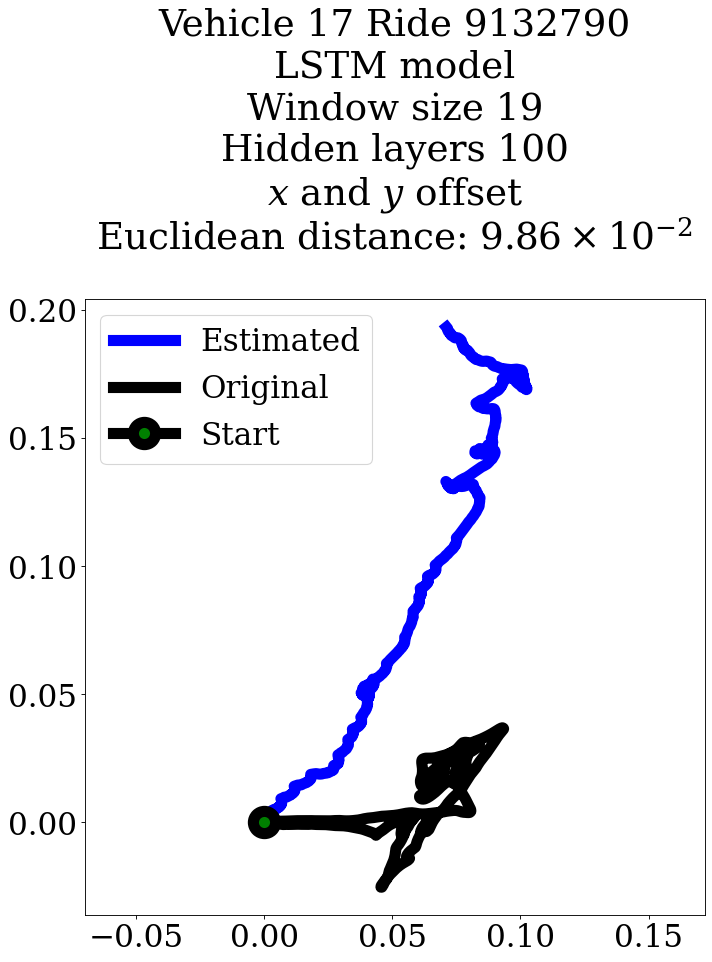 Vehicle 17 Ride 9132790
LSTM model
Window size 19
Hidden layers 100
x and y offset
Euclidean distance: 9.86 × 10⁻²
0.20
0.15
0.10
0.05
0.00
Estimated
Original
Start
−0.05
0.00
0.05
0.10
0.15